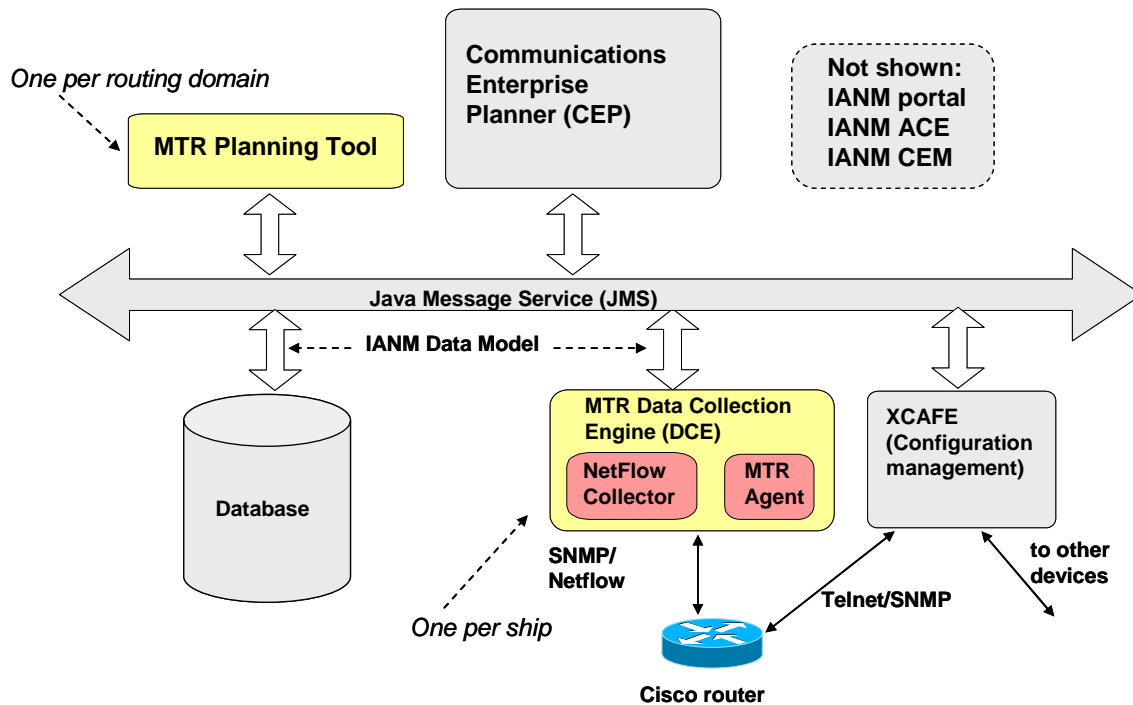 One per routing domain
MTR Planning Tool
Communications
Enterprise
Planner (CEP)
Not shown:
IANM portal
IANM ACE
IANM CEM
Java Message Service (JMS)
IANM Data Model
Database
MTR Data Collection
Engine (DCE)
NetFlow
Collector
MTR
Agent
XCAFE
(Configuration
management)
SNMP/
Netflow
One per ship
Telnet/SNMP
to other
devices
Cisco router